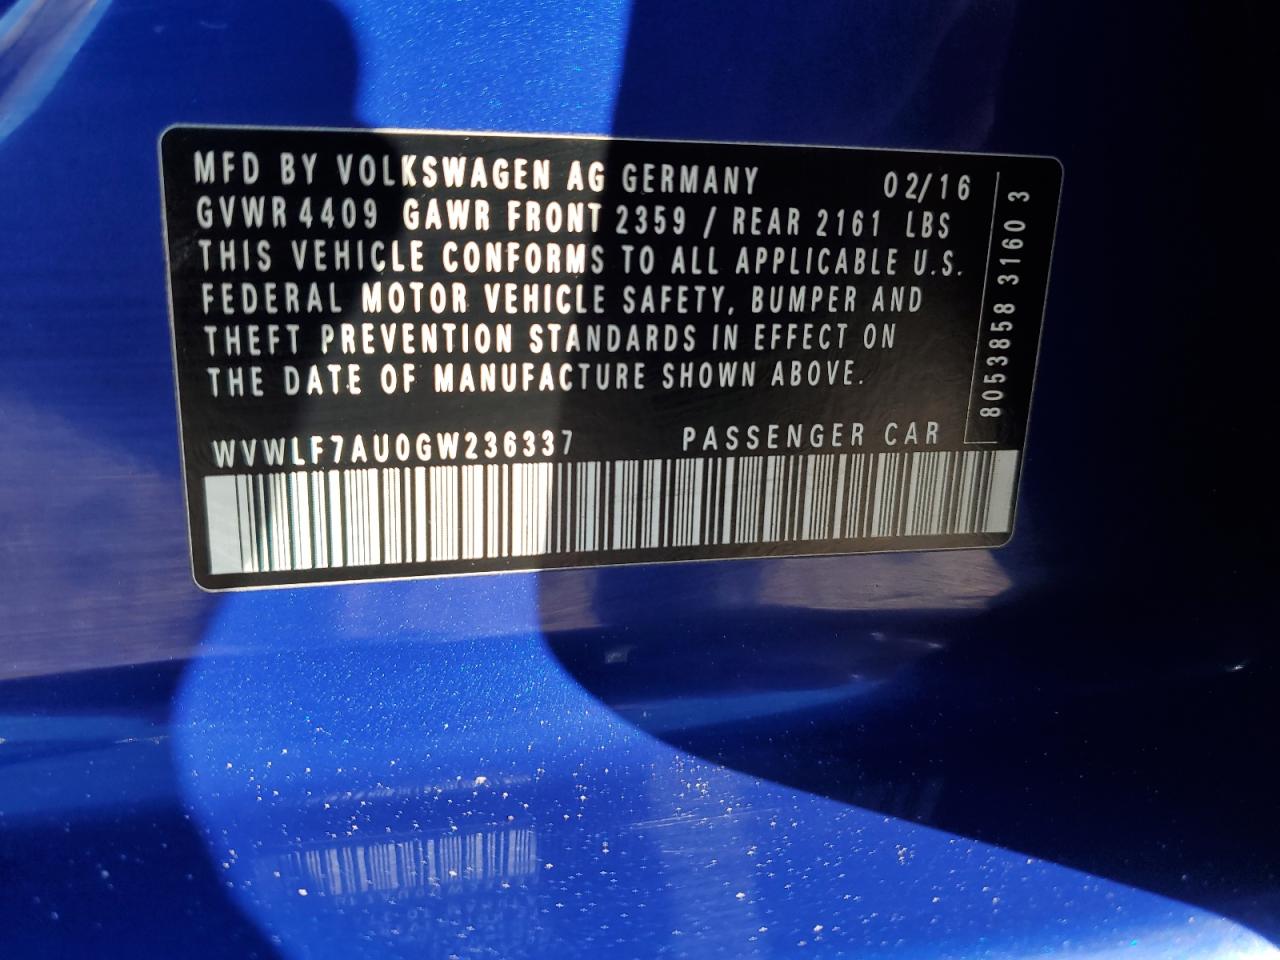 MFD BY VOLKSWAGEN AG GERMANY 02/16
GVWR 4409 GAWR FRONT 2359 / REAR 2161 LBS
THIS VEHICLE CONFORMS TO ALL APPLICABLE U.S.
FEDERAL MOTOR VEHICLE SAFETY, BUMPER AND
THEFT PREVENTION STANDARDS IN EFFECT ON
THE DATE OF MANUFACTURE SHOWN ABOVE.
WVWLF7AU0GW236337 PASSENGER CAR
8053858 3160 3